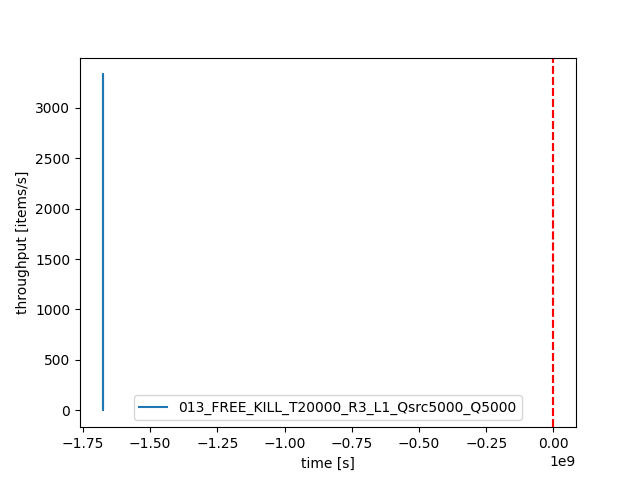 throughput [items/s]
3000
2500
2000
1500
1000
500
0
013_FREE_KILL_T20000_R3_L1_Qsrc5000_Q5000
−1.75 −1.50 −1.25 −1.00 −0.75 −0.50 −0.25 0.00
1e9
time [s]